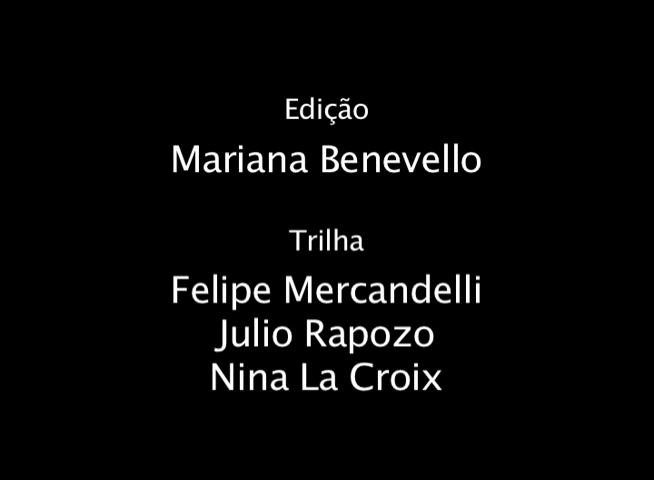 Edição
Mariana Benevello
Trilha
Felipe Mercandelli
Julio Rapozo
Nina La Croix